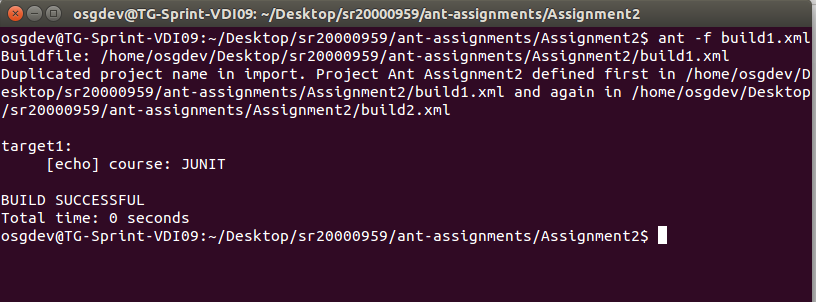 osgdev@TG-Sprint-VDI09: ~/Desktop/sr20000959/ant-assignments/Assignment2
osgdev@TG-Sprint-VDI09:~/Desktop/sr20000959/ant-assignments/Assignment2$ ant -f build1.xml
Buildfile: /home/osgdev/Desktop/sr20000959/ant-assignments/Assignment2/build1.xml
Duplicated project name in import. Project Ant Assignment2 defined first in /home/osgdev/D
esktop/sr20000959/ant-assignments/Assignment2/build1.xml and again in /home/osgdev/Desktop
/sr20000959/ant-assignments/Assignment2/build2.xml
target1:
[echo] course: JUNIT
BUILD SUCCESSFUL
Total time: 0 seconds
osgdev@TG-Sprint-VDI09:~/Desktop/sr20000959/ant-assignments/Assignment2$